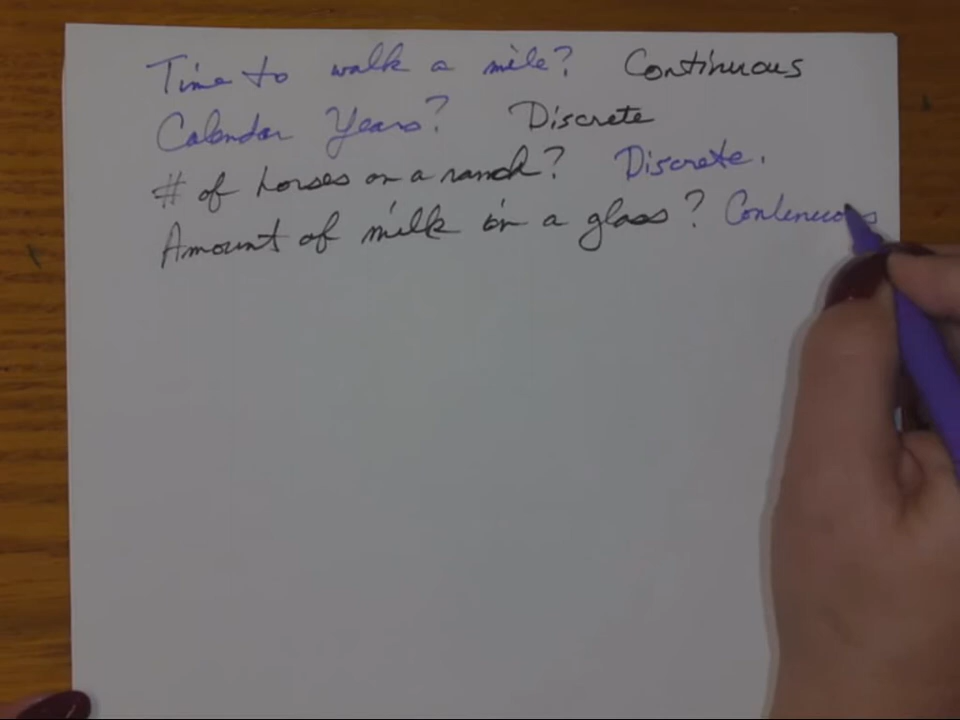 Time to walk a mile? Continuous
Calendar Years? Discrete
# of horses on a ranch? Discrete.
Amount of milk in a glass? Continuous